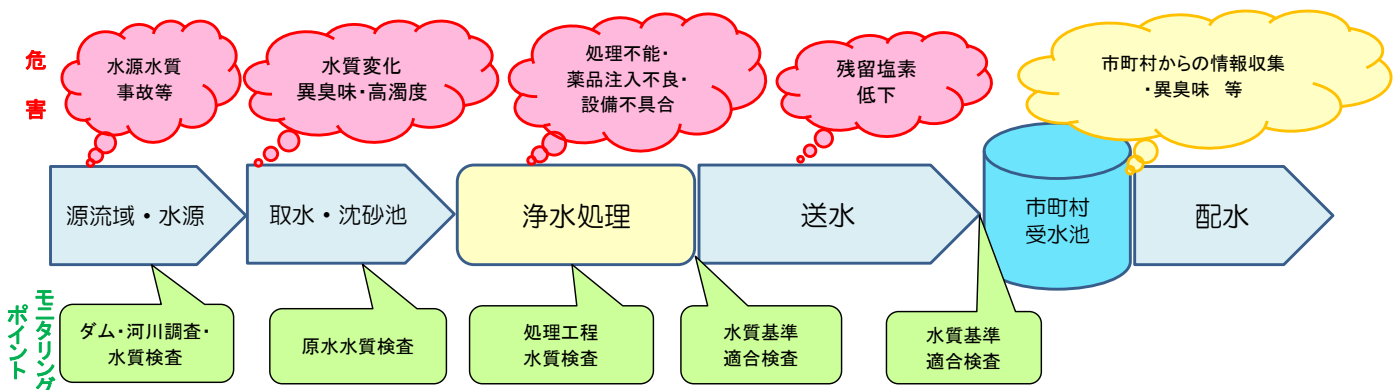 危
害
水源水質
事故等
水質変化
異臭味・高濁度
処理不能・
薬品注入不良・
設備不具合
残留塩素
低下
市町村からの情報収集
・異臭味　等
源流域・水源
取水・沈砂池
浄水処理
送水
市町村
受水池
配水
モニタリング
ポイント
ダム・河川調査・
水質検査
原水水質検査
処理工程
水質検査
水質基準
適合検査
水質基準
適合検査